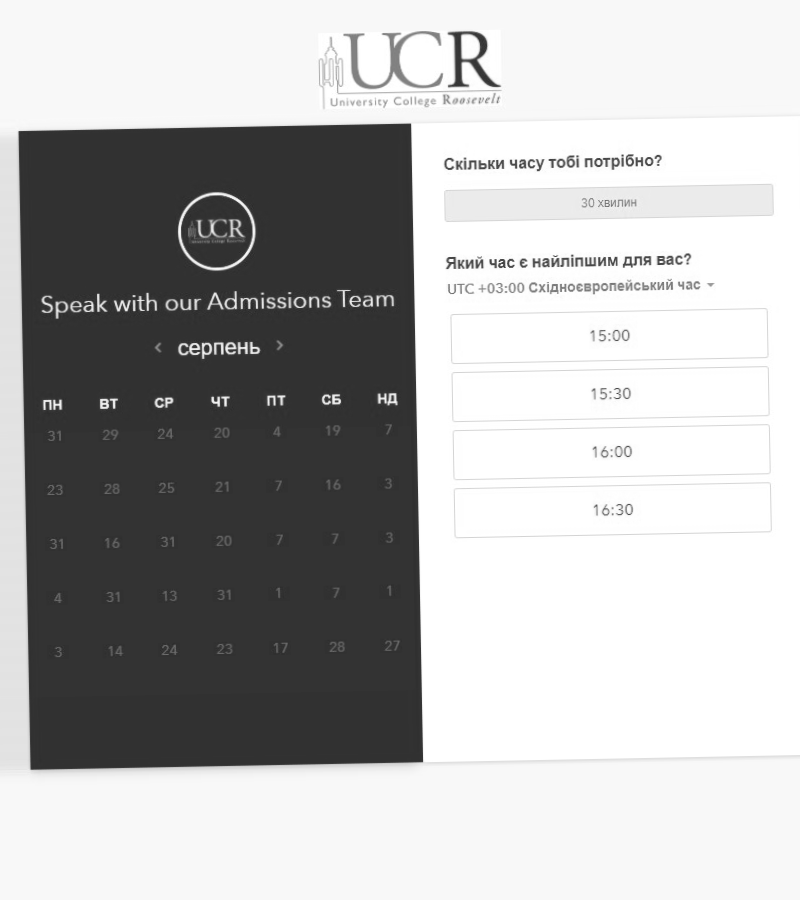 UCR
University College Roosevelt
UCR
University College Roosevelt
Speak with our Admissions Team
серпень
ПН ВТ СР ЧТ ПТ СБ НД
31 29 24 20 4 19 7
23 28 25 21 7 16 3
31 16 31 20 7 7 3
4 31 13 31 1 7 1
3 14 24 23 17 28 27
Скільки часу тобі потрібно?
30 хвилин
Який час є найліпшим для вас?
UTC +03:00 Східноєвропейський час
15:00
15:30
16:00
16:30